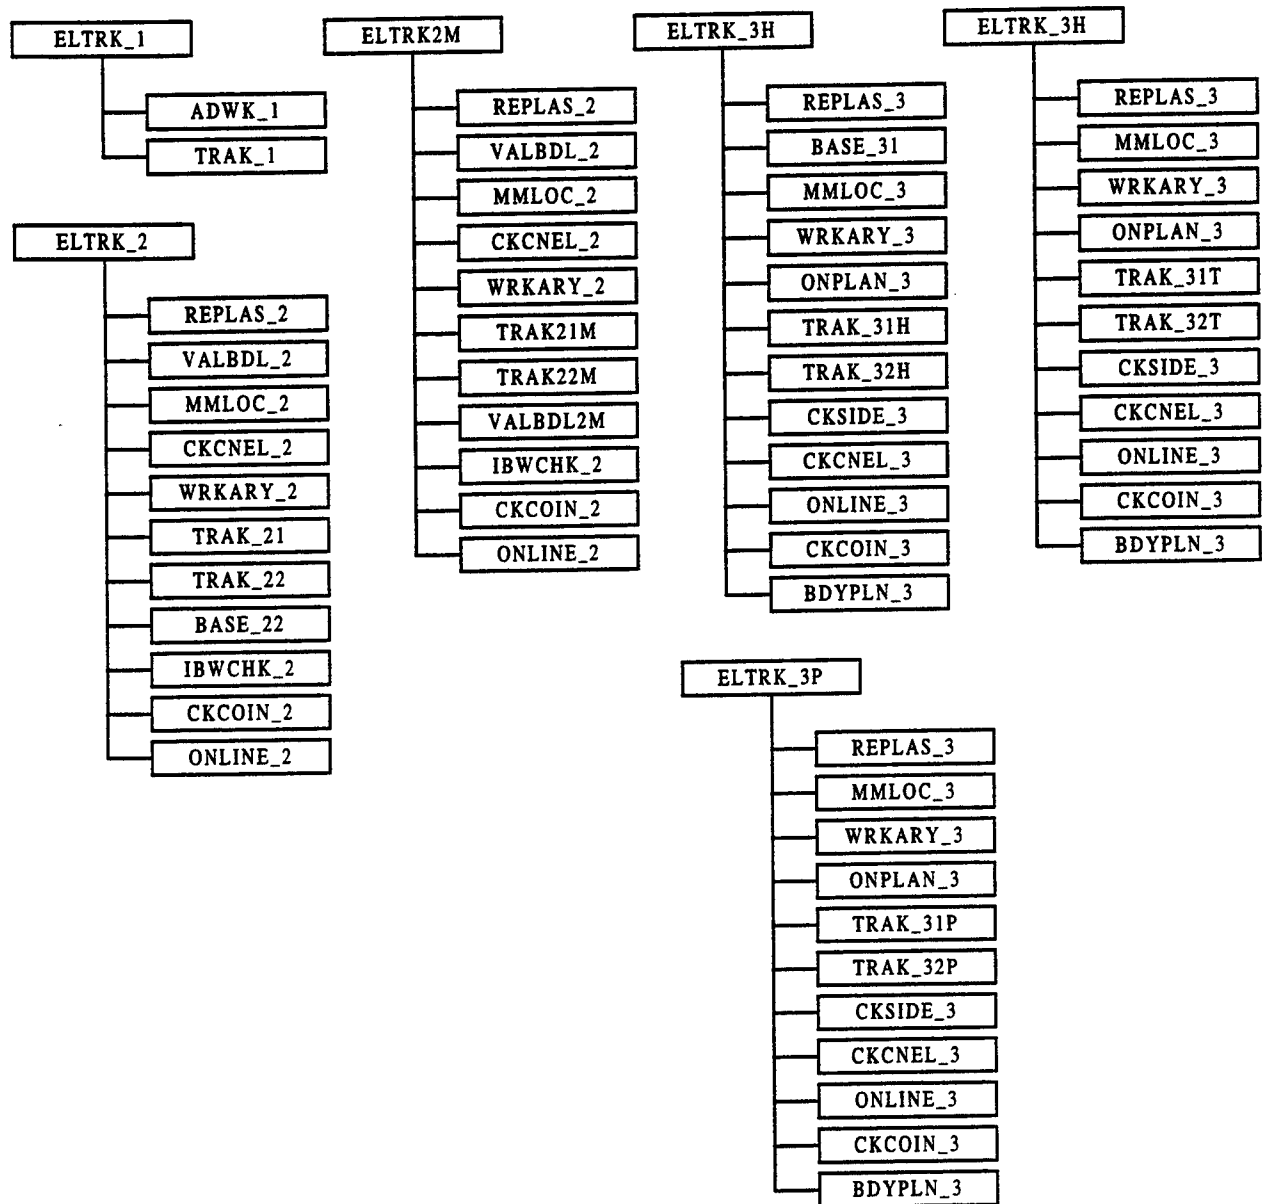 ELTRK_1
ADWK_1
TRAK_1
ELTRK_2
REPLAS_2
VALBDL_2
MMLOC_2
CKCNEL_2
WRKARY_2
TRAK_21
TRAK_22
BASE_22
IBWCHK_2
CKCOIN_2
ONLINE_2
ELTRK2M
REPLAS_2
VALBDL_2
MMLOC_2
CKCNEL_2
WRKARY_2
TRAK21M
TRAK22M
VALBDL2M
IBWCHK_2
CKCOIN_2
ONLINE_2
ELTRK_3H
REPLAS_3
BASE_31
MMLOC_3
WRKARY_3
ONPLAN_3
TRAK_31H
TRAK_32H
CKSIDE_3
CKCNEL_3
ONLINE_3
CKCOIN_3
BDYPLN_3
ELTRK_3H
REPLAS_3
MMLOC_3
WRKARY_3
ONPLAN_3
TRAK_31T
TRAK_32T
CKSIDE_3
CKCNEL_3
ONLINE_3
CKCOIN_3
BDYPLN_3
ELTRK_3P
REPLAS_3
MMLOC_3
WRKARY_3
ONPLAN_3
TRAK_31P
TRAK_32P
CKSIDE_3
CKCNEL_3
ONLINE_3
CKCOIN_3
BDYPLN_3